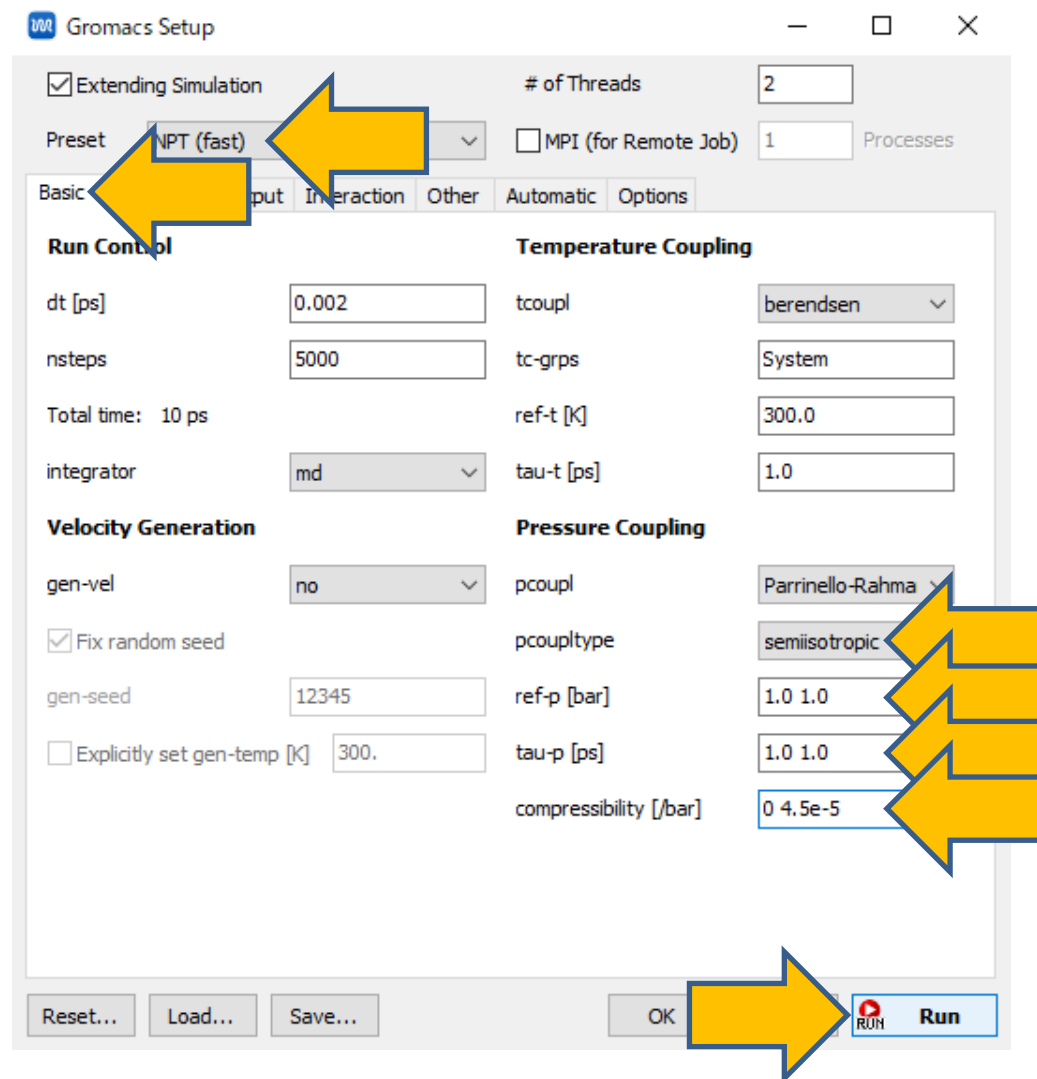 Gromacs Setup
Extending Simulation
# of Threads
2
Preset
NPT (fast)
MPI (for Remote Job)
1
Processes
Basic
Interaction
Other
Automatic
Options
Run Control
dt [ps]
0.002
nsteps
5000
Total time: 10 ps
integrator
md
Velocity Generation
gen-vel
no
Fix random seed
gen-seed
12345
Explicitly set gen-temp [K]
300.
Temperature Coupling
tcoupl
berendsen
tc-grps
System
ref-t [K]
300.0
tau-t [ps]
1.0
Pressure Coupling
pcoupl
Parrinello-Rahma
pcoupltype
semiisotropic
ref-p [bar]
1.0 1.0
tau-p [ps]
1.0 1.0
compressibility [/bar]
0 4.5e-5
Reset...
Load...
Save...
OK
RUN
Run